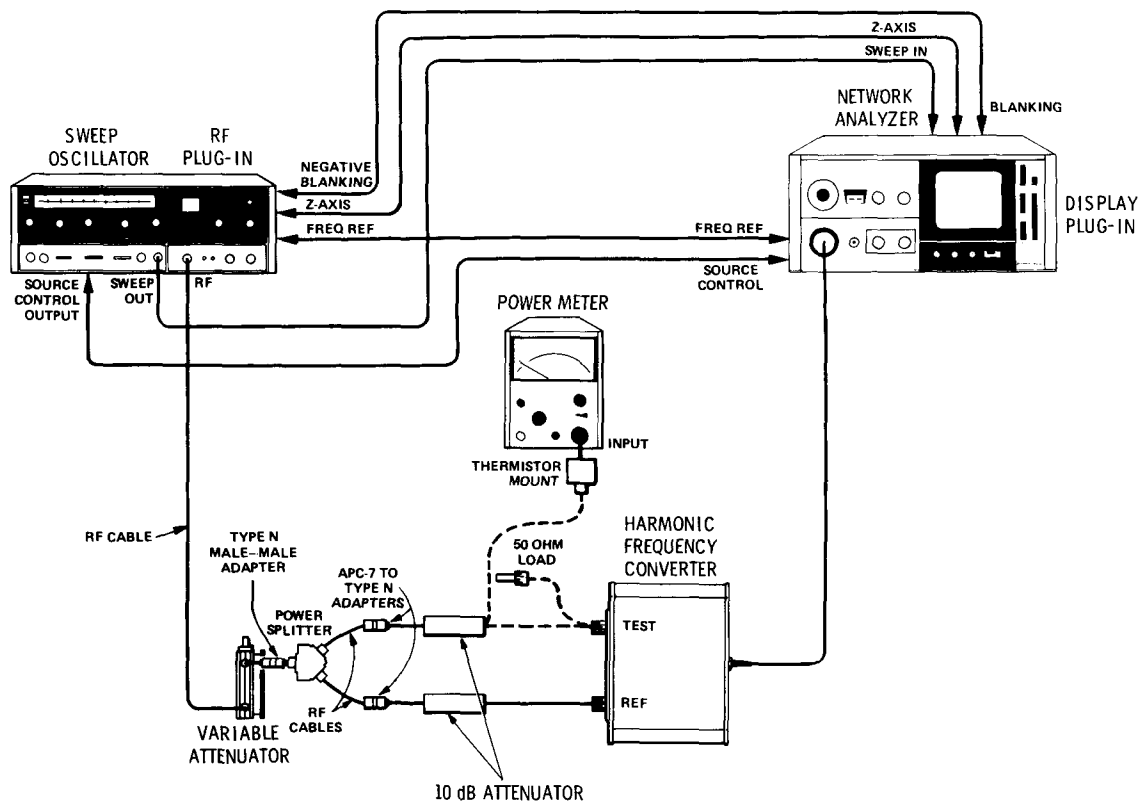 Z-AXIS
SWEEP IN
NETWORK
ANALYZER
BLANKING
SWEEP
OSCILLATOR
RF
PLUG-IN
NEGATIVE
BLANKING
Z-AXIS
FREQ REF
FREQ REF
DISPLAY
PLUG-IN
SOURCE
CONTROL
OUTPUT
SWEEP
OUT
RF
SOURCE
CONTROL
POWER METER
INPUT
THERMISTOR
MOUNT
RF CABLE
TYPE N
MALE-MALE
ADAPTER
APC-7 TO
TYPE N
ADAPTERS
50 OHM
LOAD
HARMONIC
FREQUENCY
CONVERTER
POWER
SPLITTER
TEST
REF
RF
CABLES
VARIABLE
ATTENUATOR
10 dB ATTENUATOR